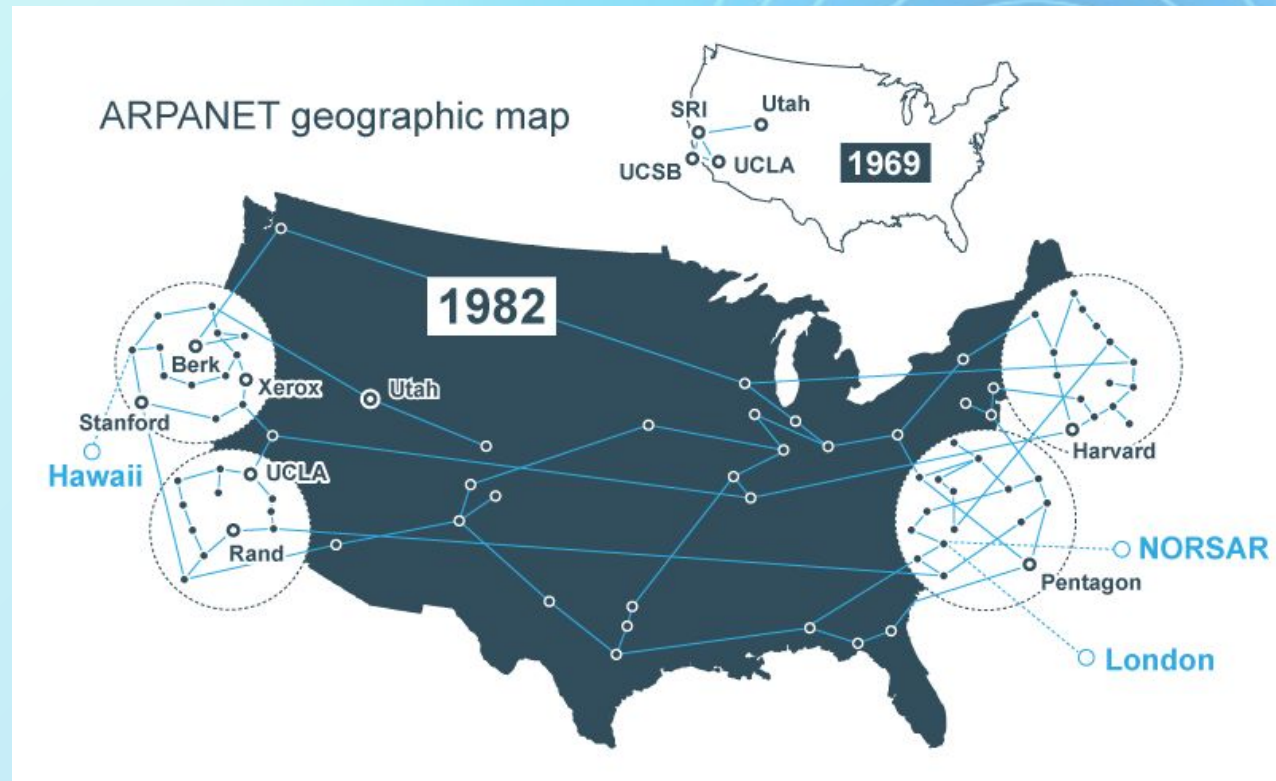 ARPANET geographic map
SRI
Utah
UCSB
UCLA
1969
1982
Berk
Xerox
Utah
Stanford
Hawaii
UCLA
Rand
Harvard
NORSAR
Pentagon
London